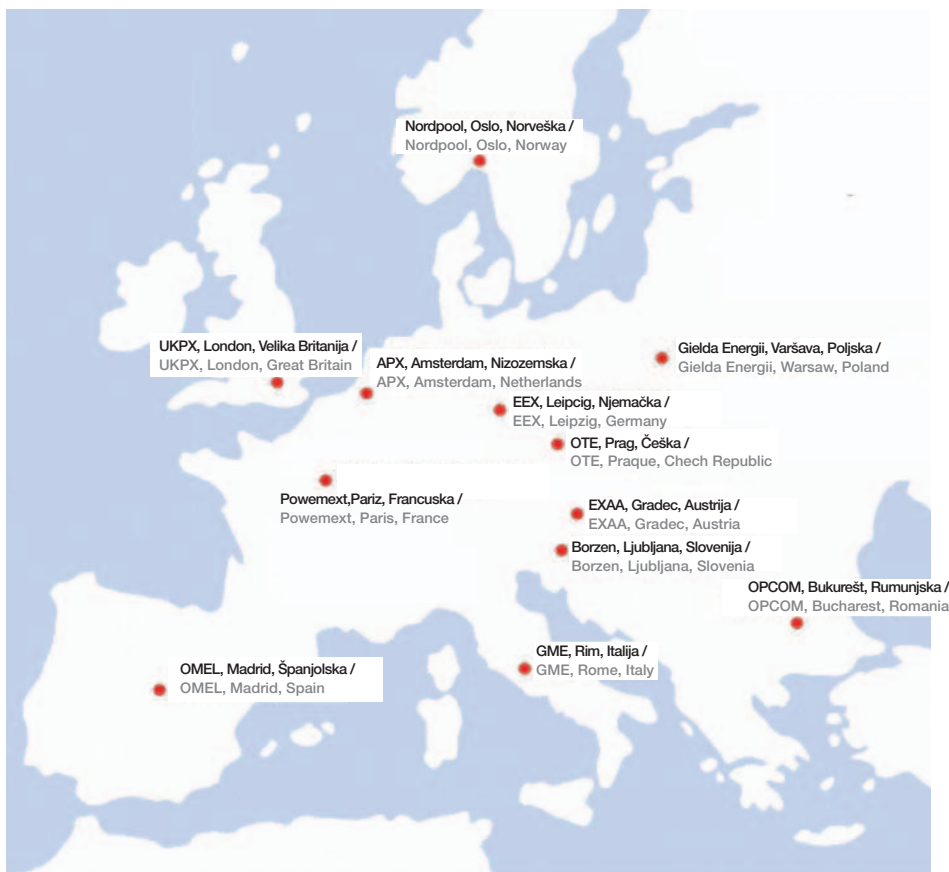 Nordpool, Oslo, Norveška /
Nordpool, Oslo, Norway
UKPX, London, Velika Britanija /
UKPX, London, Great Britain
APX, Amsterdam, Nizozemska /
APX, Amsterdam, Netherlands
Gielda Energii, Varšava, Poljska /
Gielda Energii, Warsaw, Poland
EEX, Leipcig, Njemačka /
EEX, Leipzig, Germany
OTE, Prag, Češka /
OTE, Praque, Chech Republic
Powernext,Pariz, Francuska /
Powernext, Paris, France
EXAA, Gradec, Austrija /
EXAA, Gradec, Austria
Borzen, Ljubljana, Slovenija /
Borzen, Ljubljana, Slovenia
OPCOM, Bukurešt, Rumunjska /
OPCOM, Bucharest, Romania
GME, Rim, Italija /
GME, Rome, Italy
OMEL, Madrid, Španjolska /
OMEL, Madrid, Spain